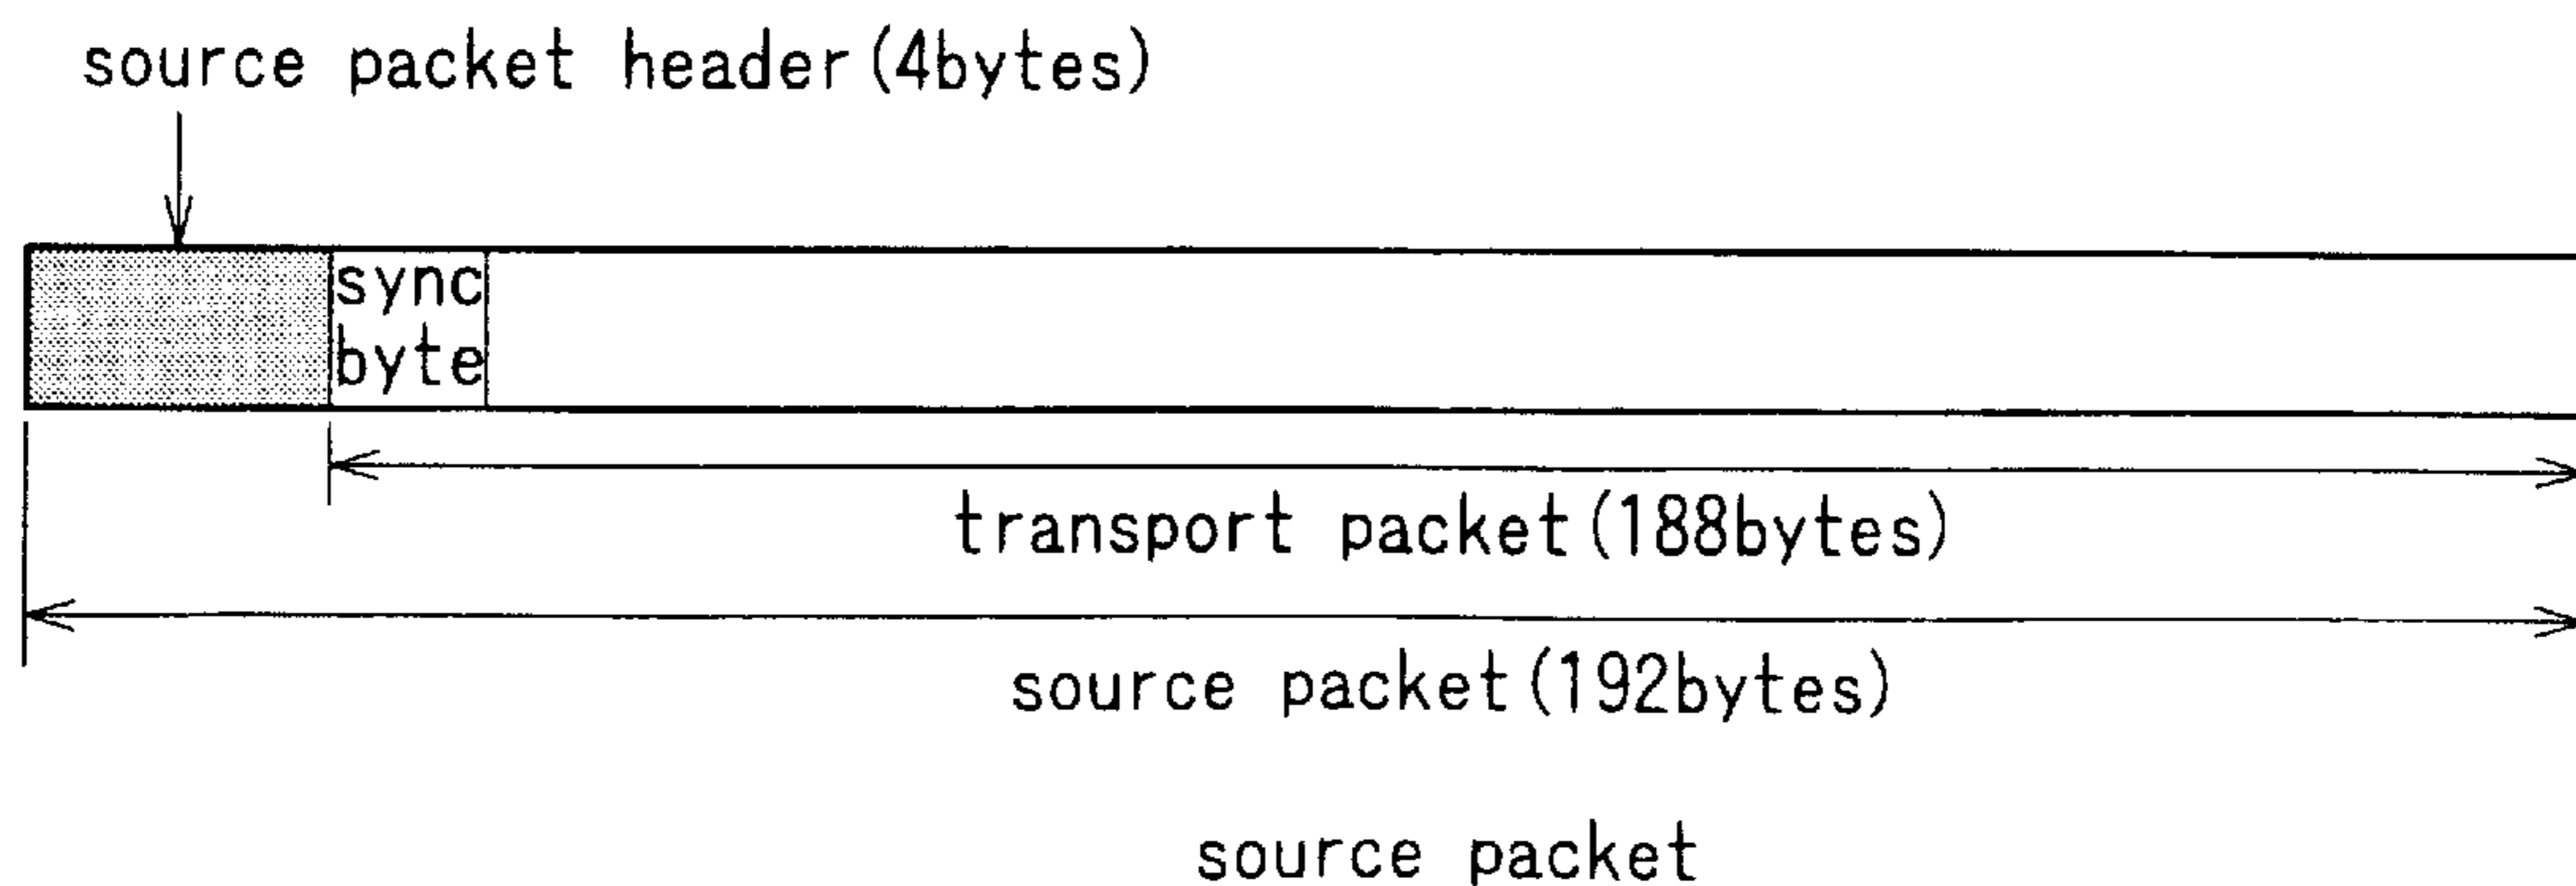 source packet header(4bytes)
sync
byte
transport packet(188bytes)
source packet(192bytes)
source packet